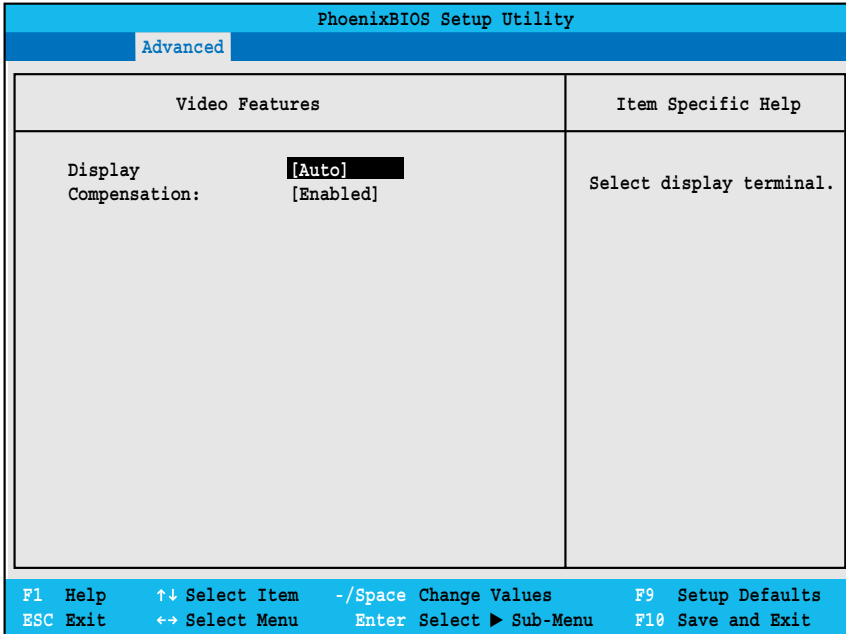 PhoenixBIOS Setup Utility
Advanced
Video Features
Item Specific Help
Display [Auto]
Compensation: [Enabled]
Select display terminal.
F1 Help ↑↓ Select Item -/Space Change Values F9 Setup Defaults
ESC Exit ←→ Select Menu Enter Select ▶ Sub-Menu F10 Save and Exit